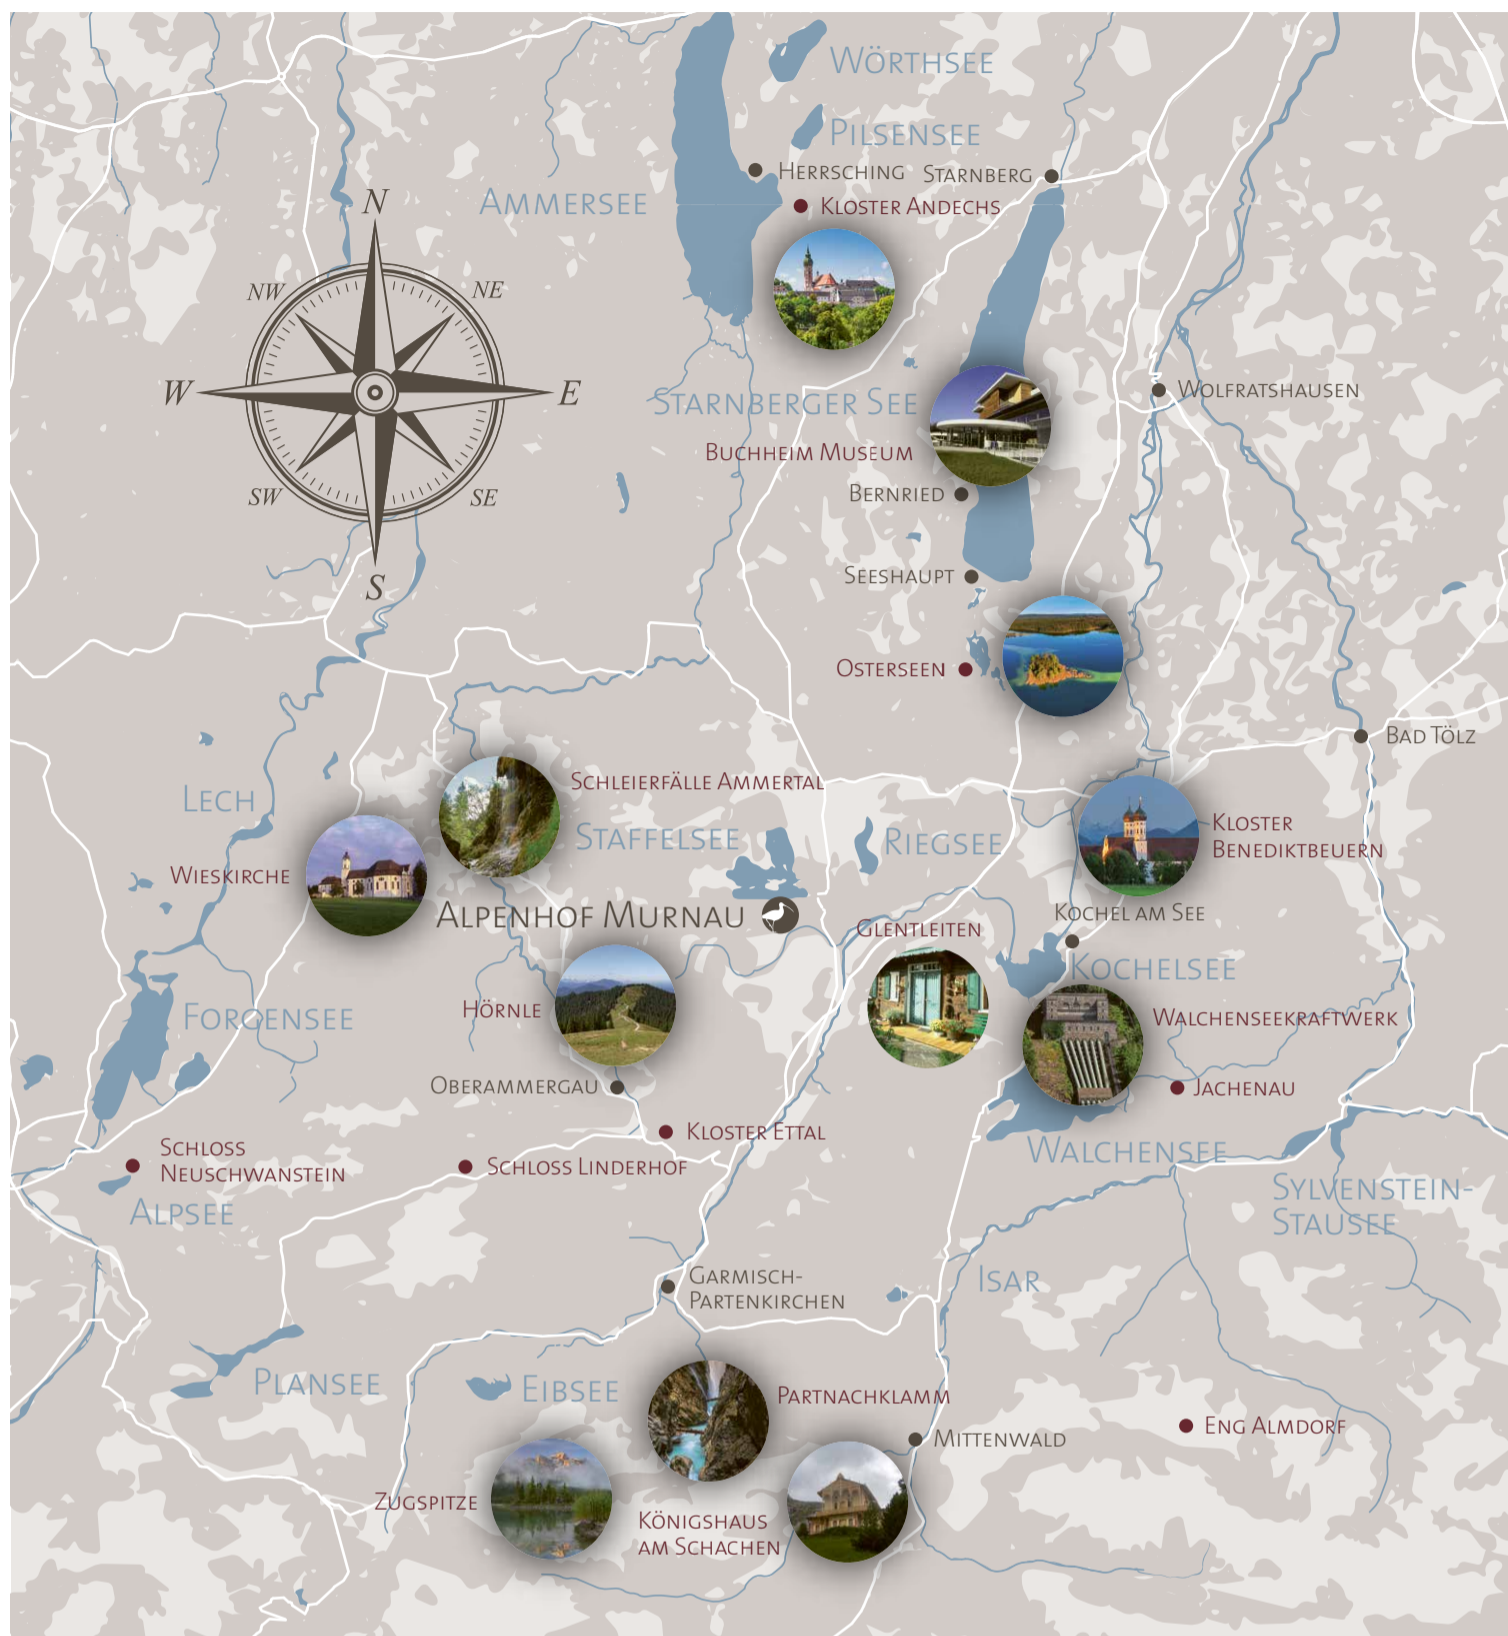 WÖRTHSEE
PILSENSEE
HERRSCHING
STARNBERG
AMMERSEE
KLOSTER ANDECHS
N
NW
NE
W
E
SW
SE
S
STARNBERGER SEE
WOLFRATSHAUSEN
BUCHHEIM MUSEUM
BERNRIED
SEESHAUPT
OSTERSEEN
BAD TÖLZ
SCHLEIERFÄLLE AMMERTAL
LECH
STAFFELSEE
RIEGSEE
KLOSTER
BENEDIKTBEUERN
WIESKIRCHE
ALPENHOF MURNAU
GLENTLEITEN
KOCHEL AM SEE
KOCHELSEE
HÖRNLE
FORGENSEE
WALCHENSEEKRAFTWERK
OBERAMMERGAU
JACHENAU
KLOSTER ETTAL
SCHLOSS
NEUSCHWANSTEIN
SCHLOSS LINDERHOF
WALCHENSEE
ALPSEE
SYLVENSTEIN-
STAUSEE
GARMISCH-
PARTENKIRCHEN
ISAR
PLANSEE
EIBSEE
PARTNACHKLAMM
MITTENWALD
ENG ALMDORF
ZUGSPITZE
KÖNIGSHAUS
AM SCHACHEN